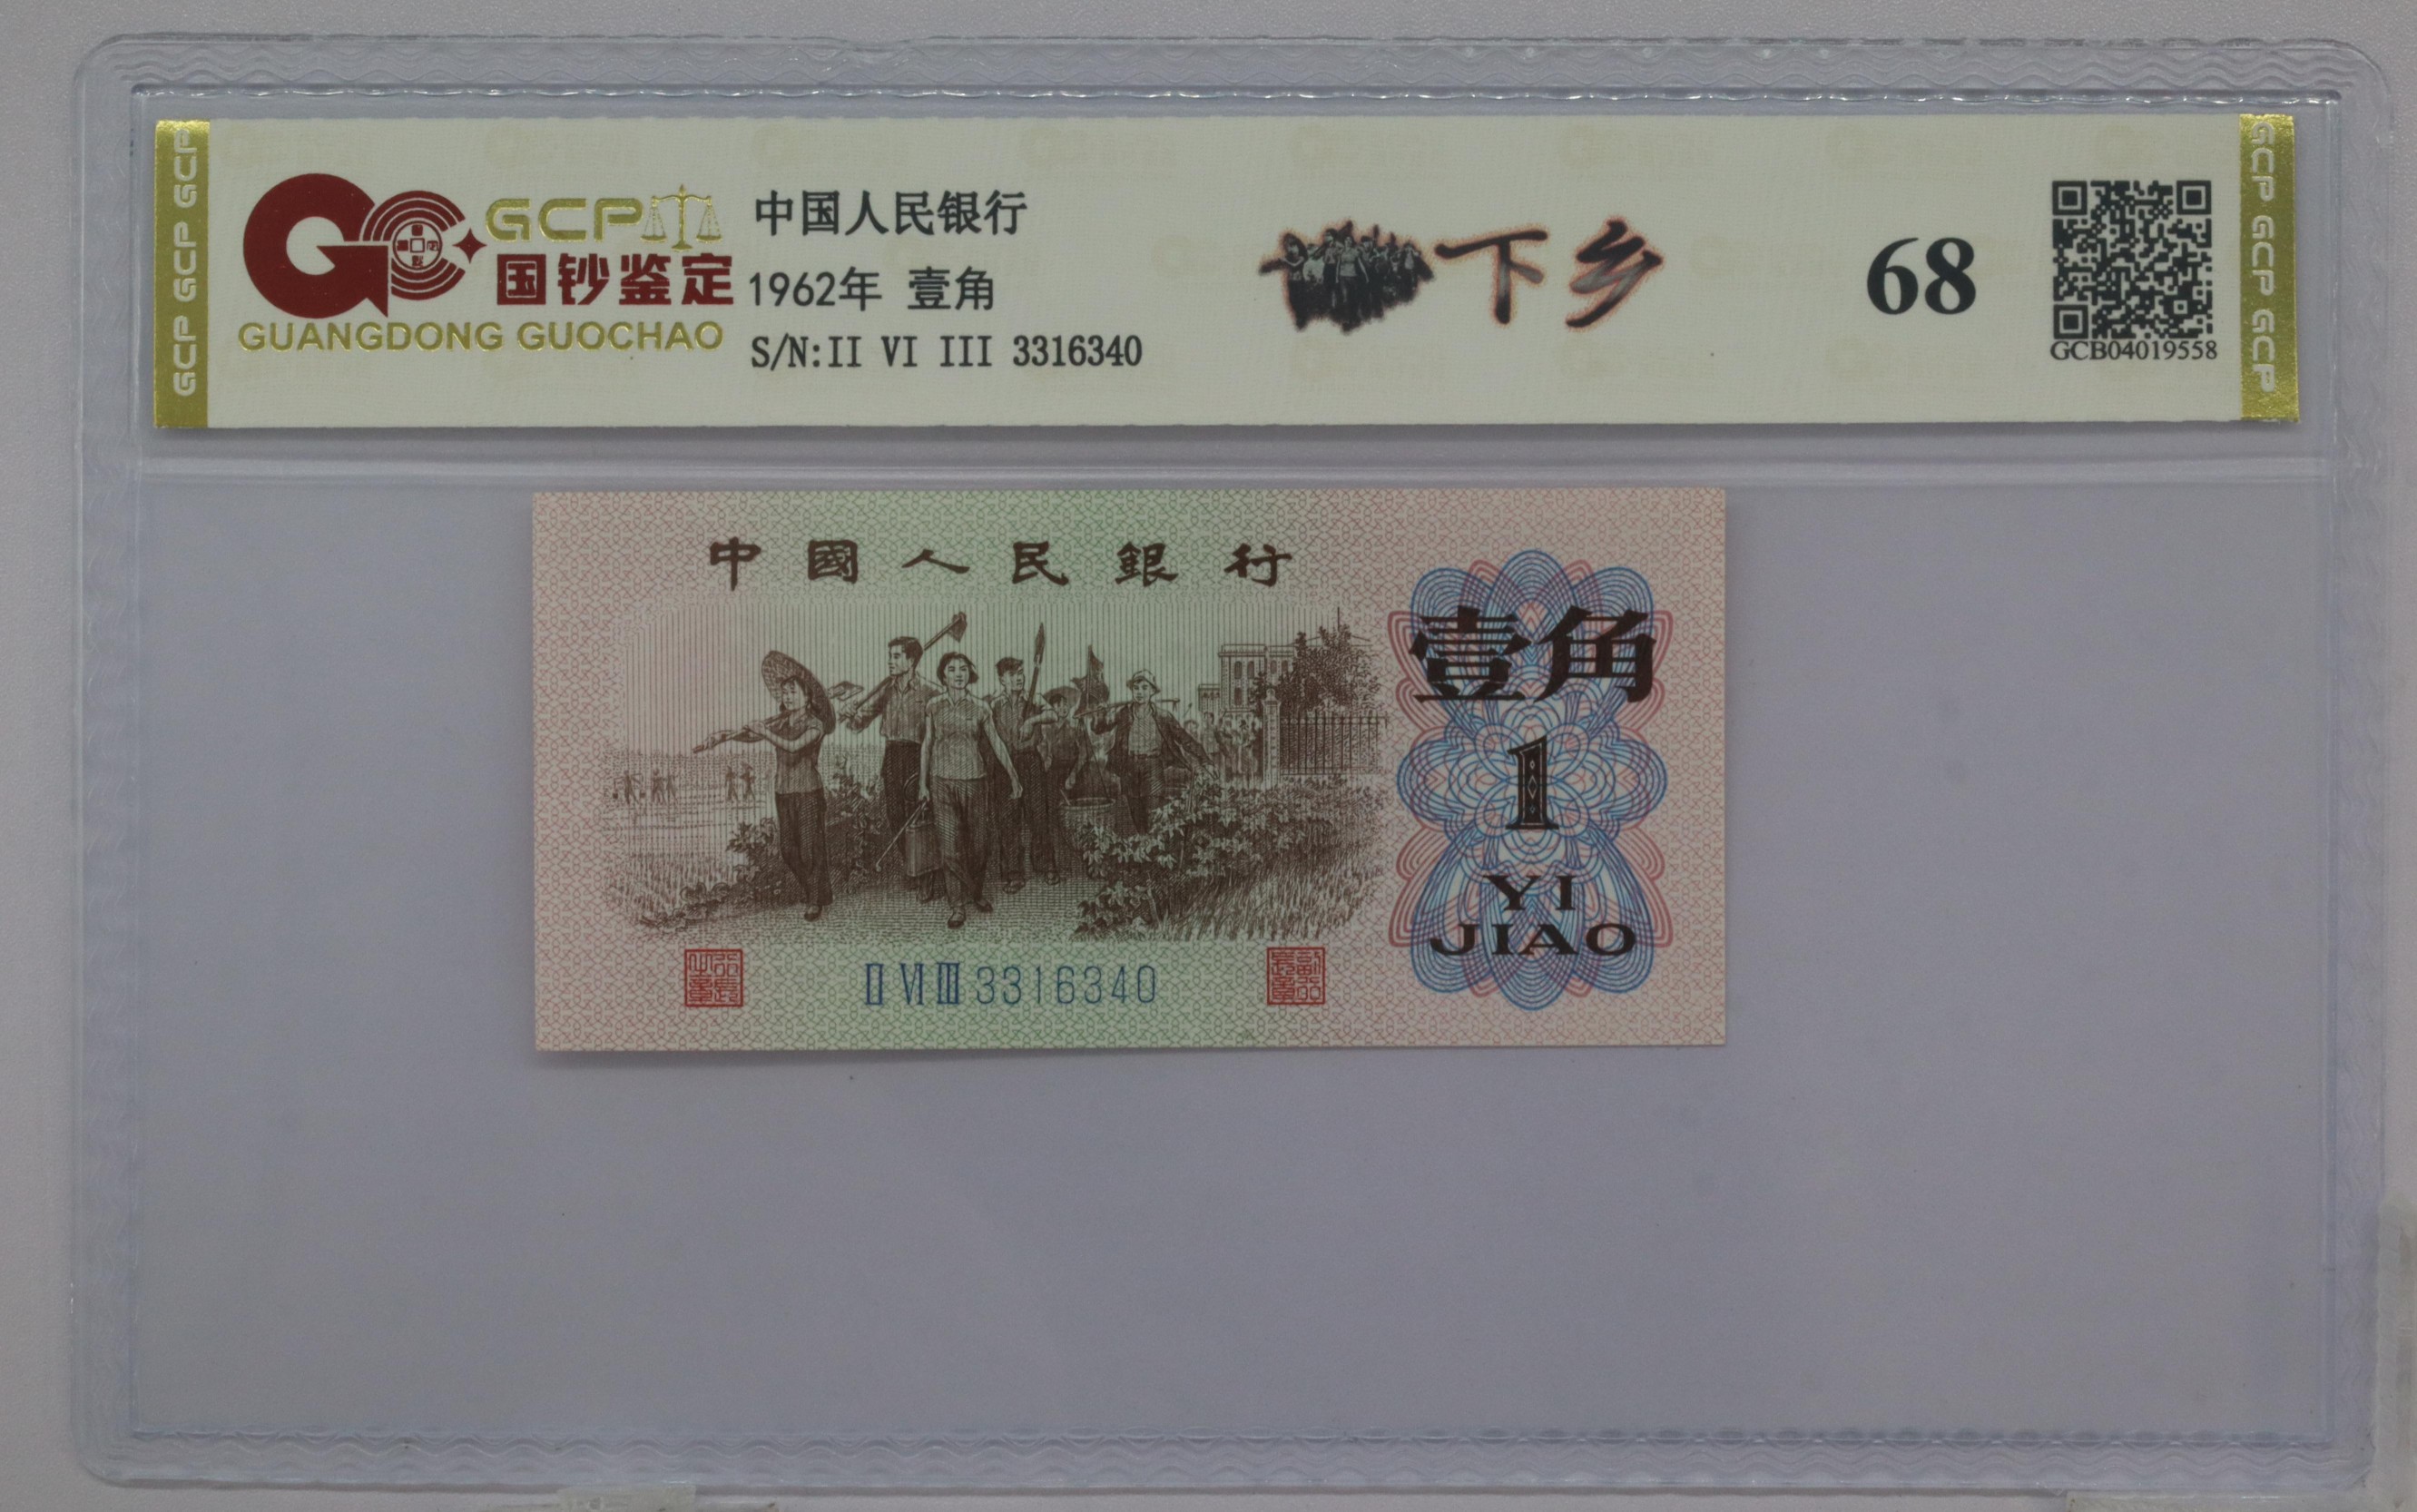 GCP GCP GCP
GCP
国钞鉴定
GUANGDONG GUOCHAO
中国人民银行
1962年 壹角
S/N:II VI III 3316340
下乡
68
GCB04019558
GCP GCP GCP
中國人民銀行
壹角
1
YI
JIAO
II VI III 3316340